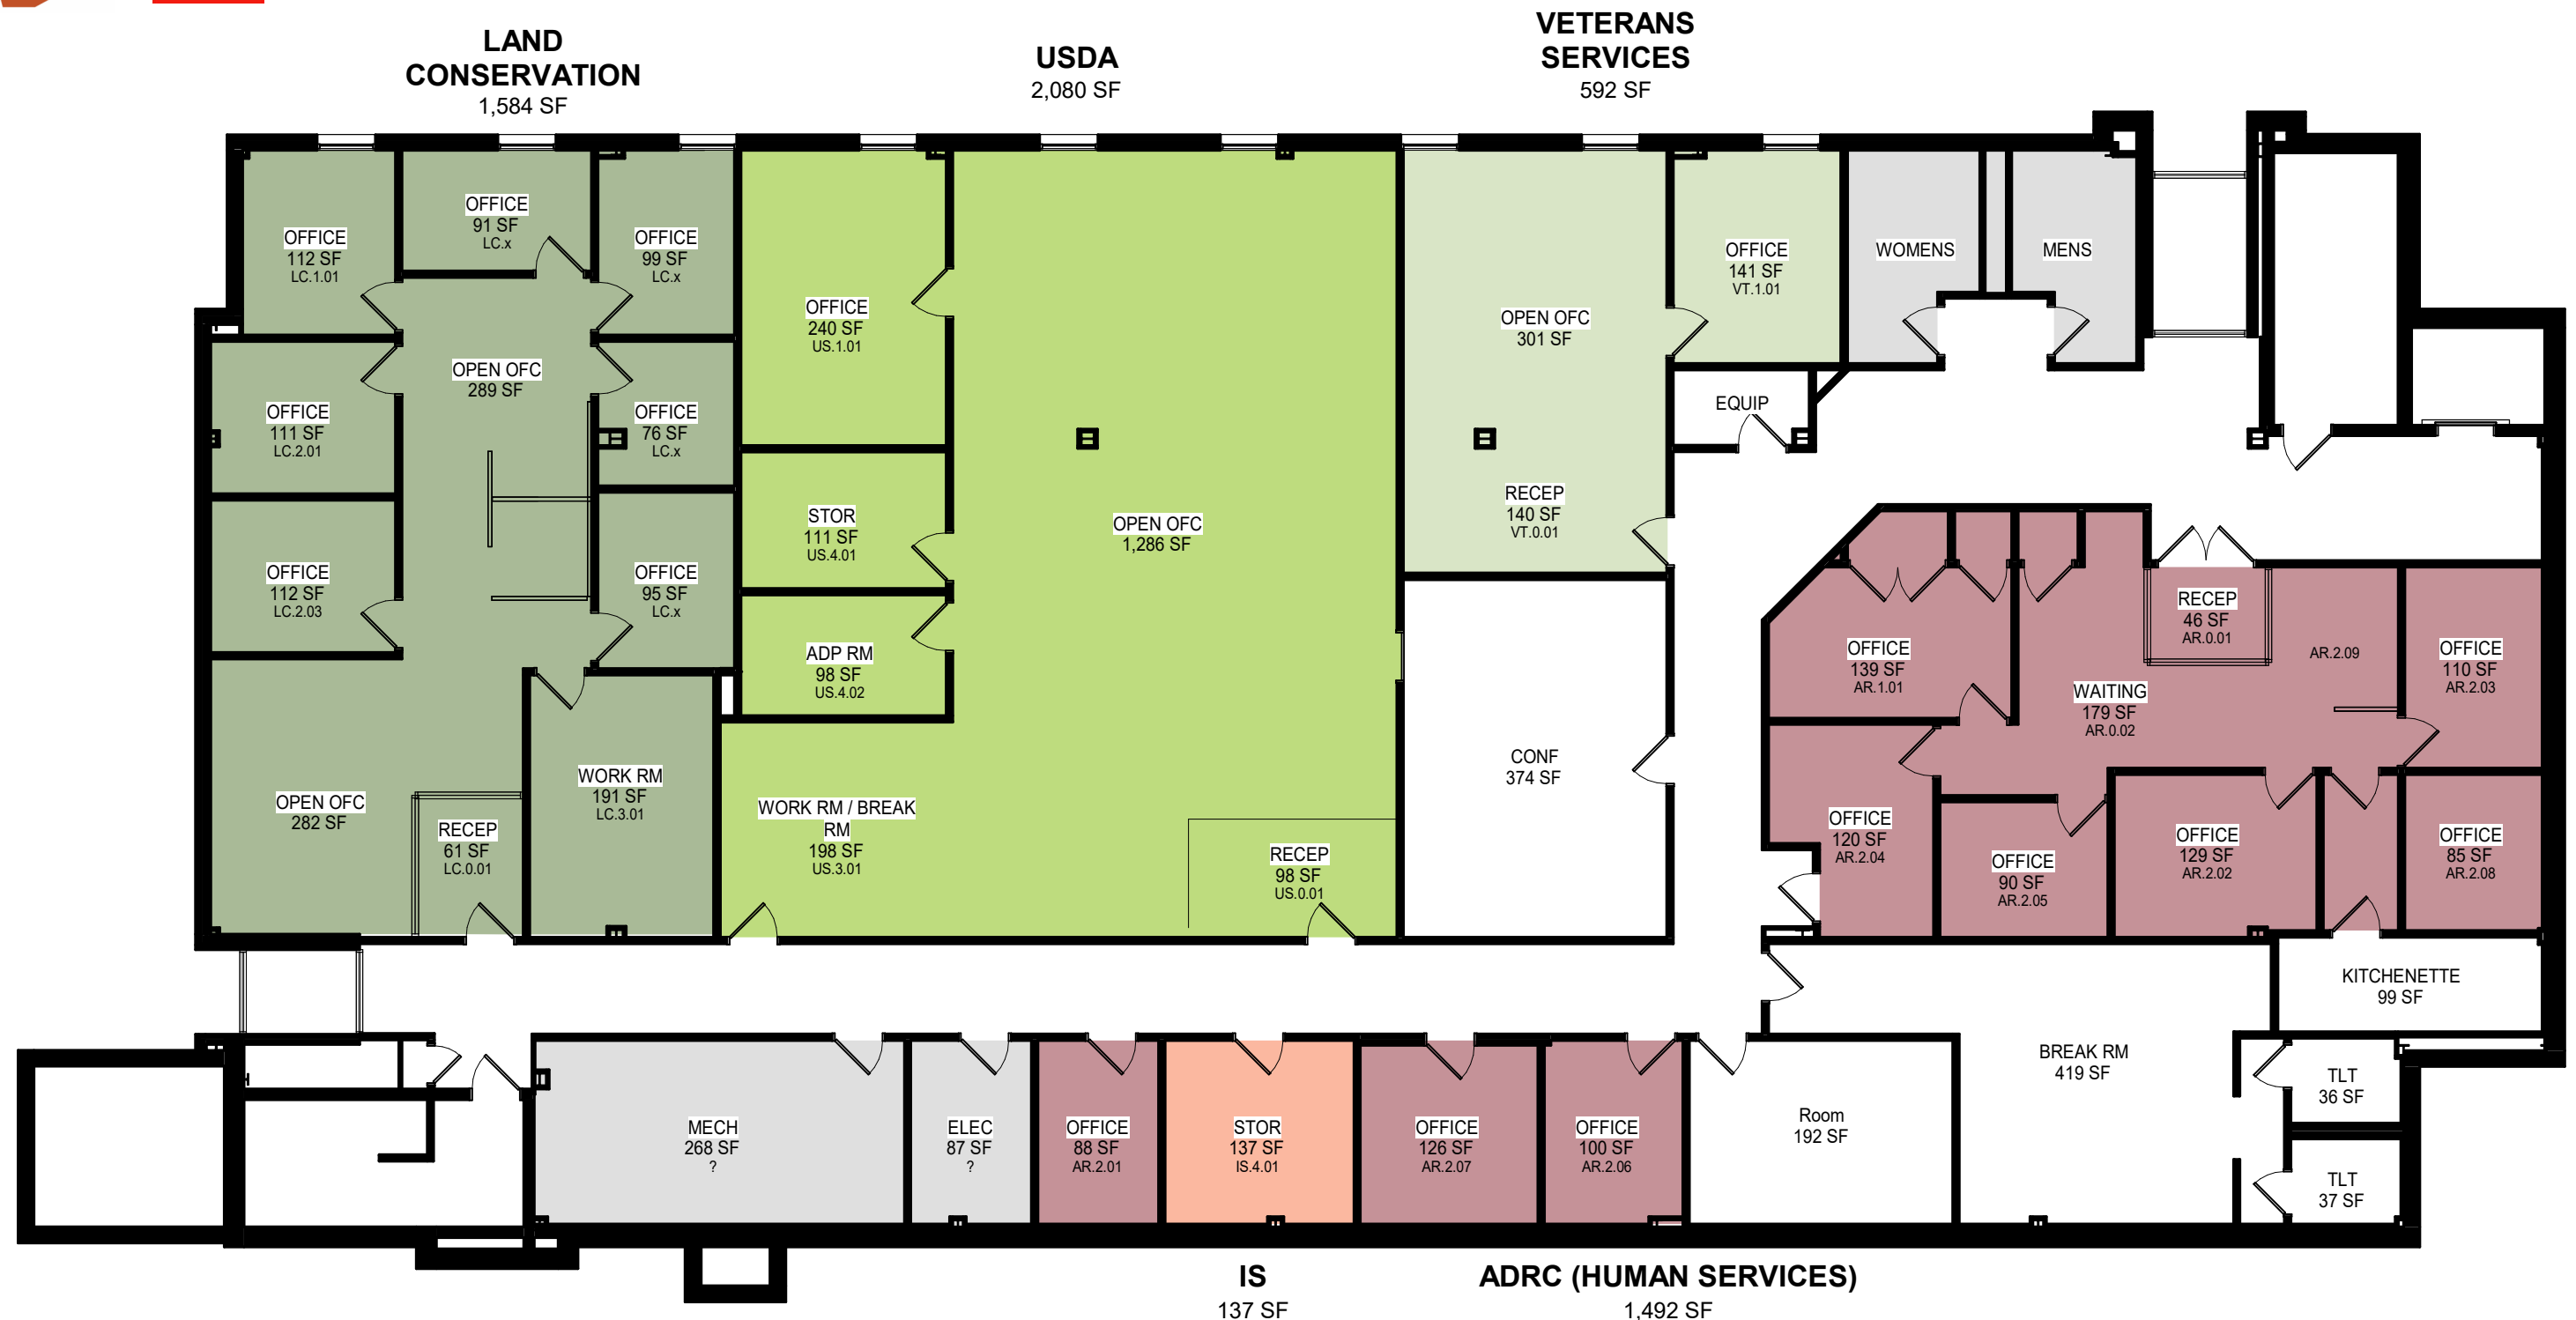 LAND
CONSERVATION
1,584 SF
USDA
2,080 SF
VETERANS
SERVICES
592 SF
OFFICE
112 SF
LC.1.01
OFFICE
91 SF
LC.x
OFFICE
99 SF
LC.x
OPEN OFC
289 SF
OFFICE
111 SF
LC.2.01
OFFICE
76 SF
LC.x
OFFICE
112 SF
LC.2.03
OFFICE
95 SF
LC.x
OPEN OFC
282 SF
RECEP
61 SF
LC.0.01
WORK RM
191 SF
LC.3.01
OFFICE
240 SF
US.1.01
STOR
111 SF
US.4.01
ADP RM
98 SF
US.4.02
OPEN OFC
1,286 SF
WORK RM / BREAK
RM
198 SF
US.3.01
RECEP
98 SF
US.0.01
OPEN OFC
301 SF
RECEP
140 SF
VT.0.01
OFFICE
141 SF
VT.1.01
WOMENS
MENS
EQUIP
CONF
374 SF
OFFICE
139 SF
AR.1.01
RECEP
46 SF
AR.0.01
AR.2.09
OFFICE
110 SF
AR.2.03
WAITING
179 SF
AR.0.02
OFFICE
120 SF
AR.2.04
OFFICE
90 SF
AR.2.05
OFFICE
129 SF
AR.2.02
OFFICE
85 SF
AR.2.08
KITCHENETTE
99 SF
BREAK RM
419 SF
TLT
36 SF
TLT
37 SF
MECH
268 SF
?
ELEC
87 SF
?
OFFICE
88 SF
AR.2.01
STOR
137 SF
IS.4.01
OFFICE
126 SF
AR.2.07
OFFICE
100 SF
AR.2.06
Room
192 SF
IS
137 SF
ADRC (HUMAN SERVICES)
1,492 SF